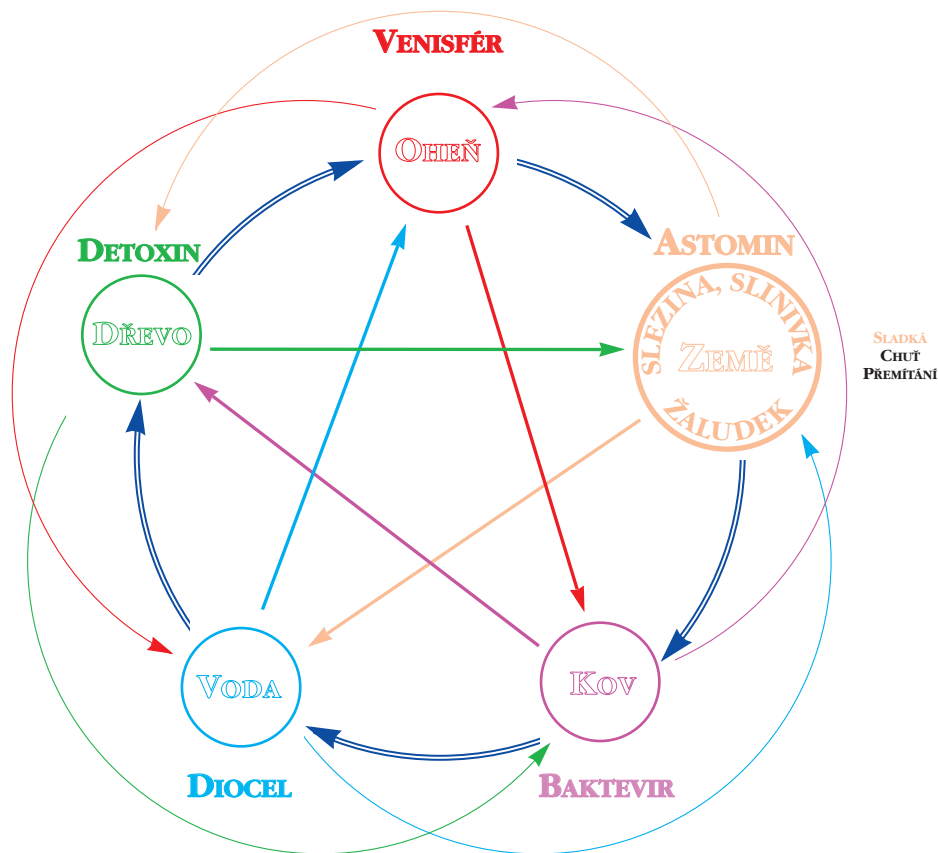 Venisfér
Oheň
Detoxin
Astomin
Dřevo
Slezina, slinivka
Země
Žaludek
Sladká
Chuť
Přemítání
Voda
Kov
Diocel
Baktevir